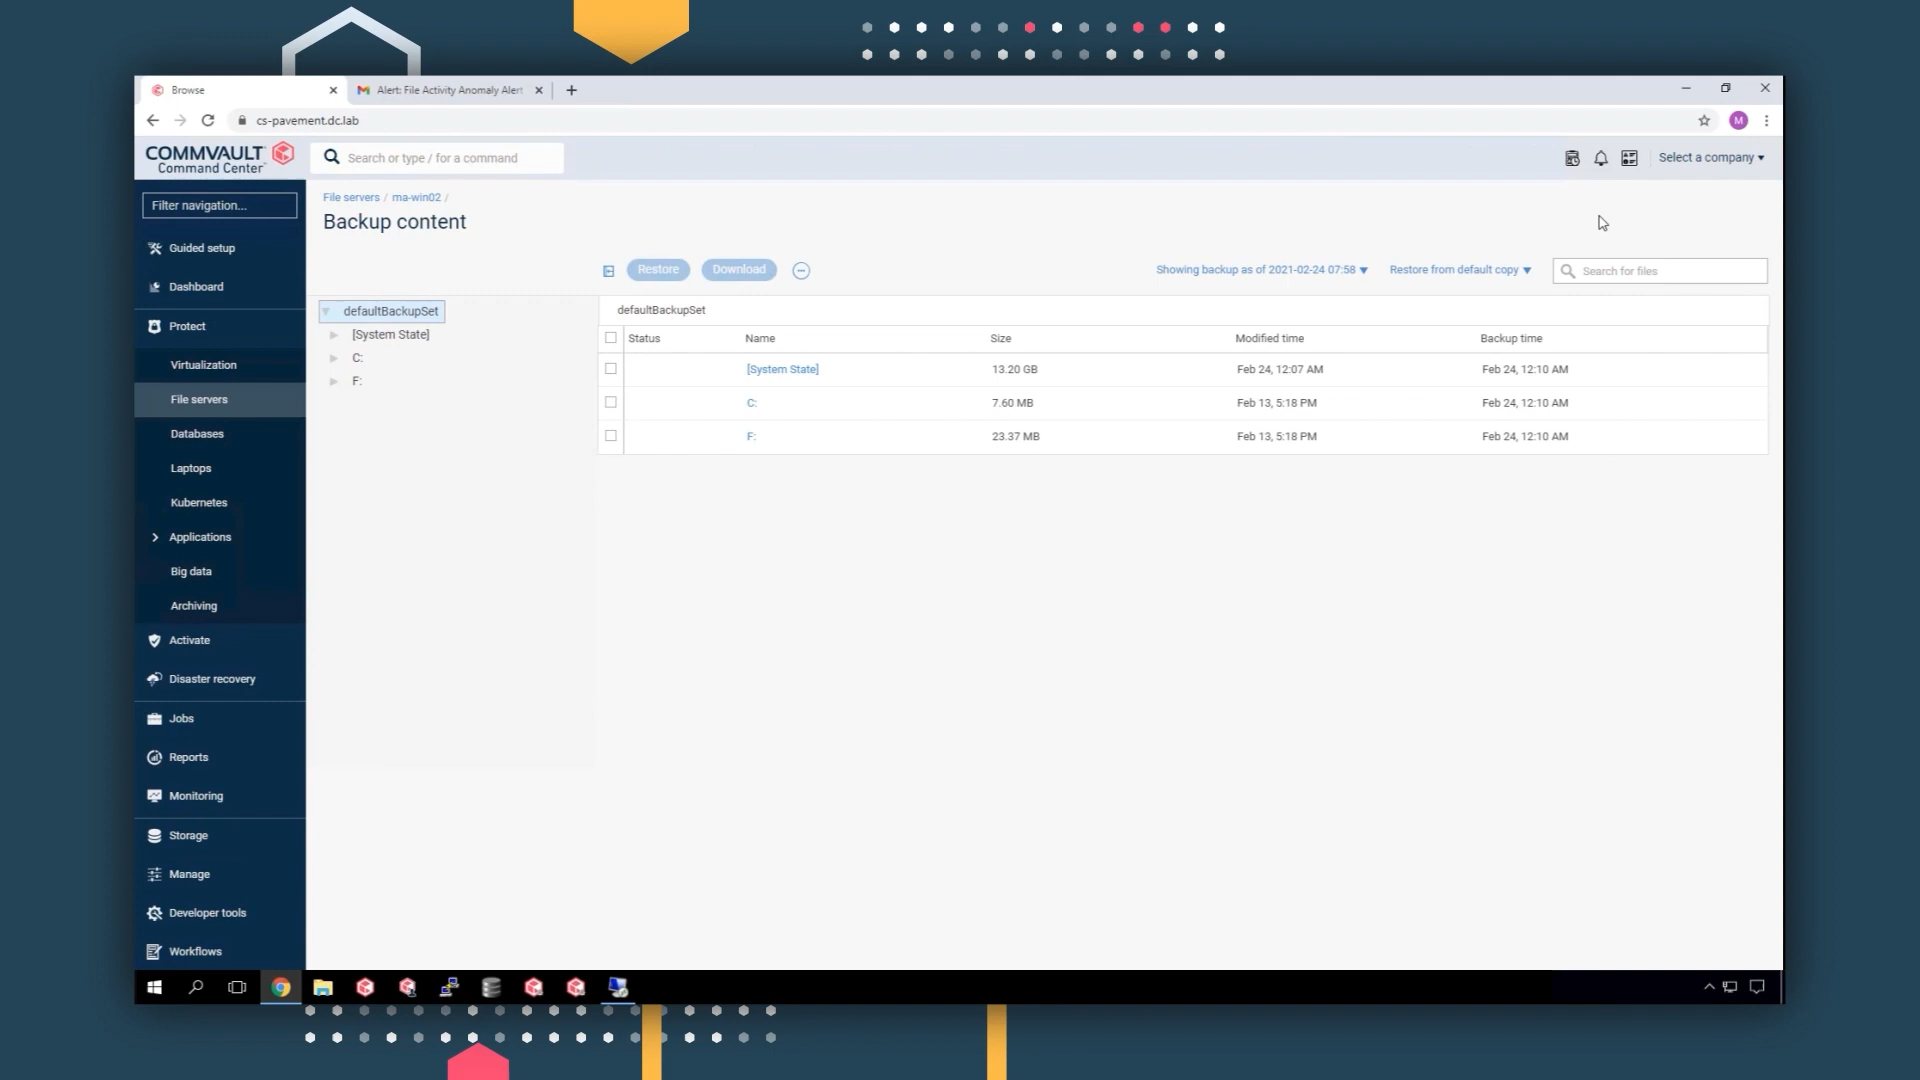 Browse
Alert: File Activity Anomaly Alert
cs-pavement.dc.lab
M
COMMVAULT
Command Center
Search or type / for a command
Select a company
Filter navigation...
Guided setup
Dashboard
Protect
Virtualization
File servers
Databases
Laptops
Kubernetes
Applications
Big data
Archiving
Activate
Disaster recovery
Jobs
Reports
Monitoring
Storage
Manage
Developer tools
Workflows
File servers / ma-win02 /
Backup content
Restore Download
Showing backup as of 2021-02-24 07:58
Restore from default copy
Search for files
defaultBackupSet
[System State]
C:
F:
defaultBackupSet
Status Name Size Modified time Backup time
[System State] 13.20 GB Feb 24, 12:07 AM Feb 24, 12:10 AM
C: 7.60 MB Feb 13, 5:18 PM Feb 24, 12:10 AM
F: 23.37 MB Feb 13, 5:18 PM Feb 24, 12:10 AM